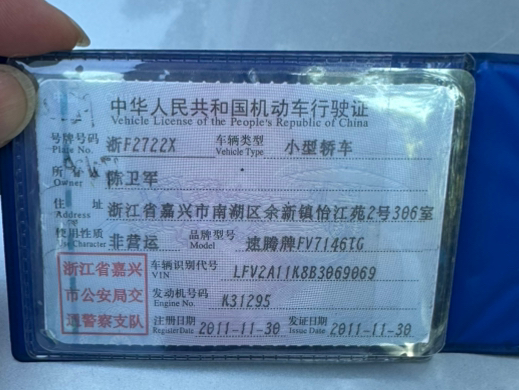 中华人民共和国机动车行驶证
Vehicle License of the People's Republic of China
号牌号码 浙F2722X 车辆类型 小型轿车
Plate No. Vehicle Type
所有人 陈卫军
Owner
住址 浙江省嘉兴市南湖区余新镇怡江苑2号306室
Address
使用性质 非营运 品牌型号 速腾牌FV7146TG
Use Character Model
浙江省嘉兴市公安局交通警察支队
车辆识别代号 LFV2A11K8B3069069
VIN
发动机号码 K31295
Engine No.
注册日期 2011-11-30 发证日期 2011-11-30
Register Date Issue Date